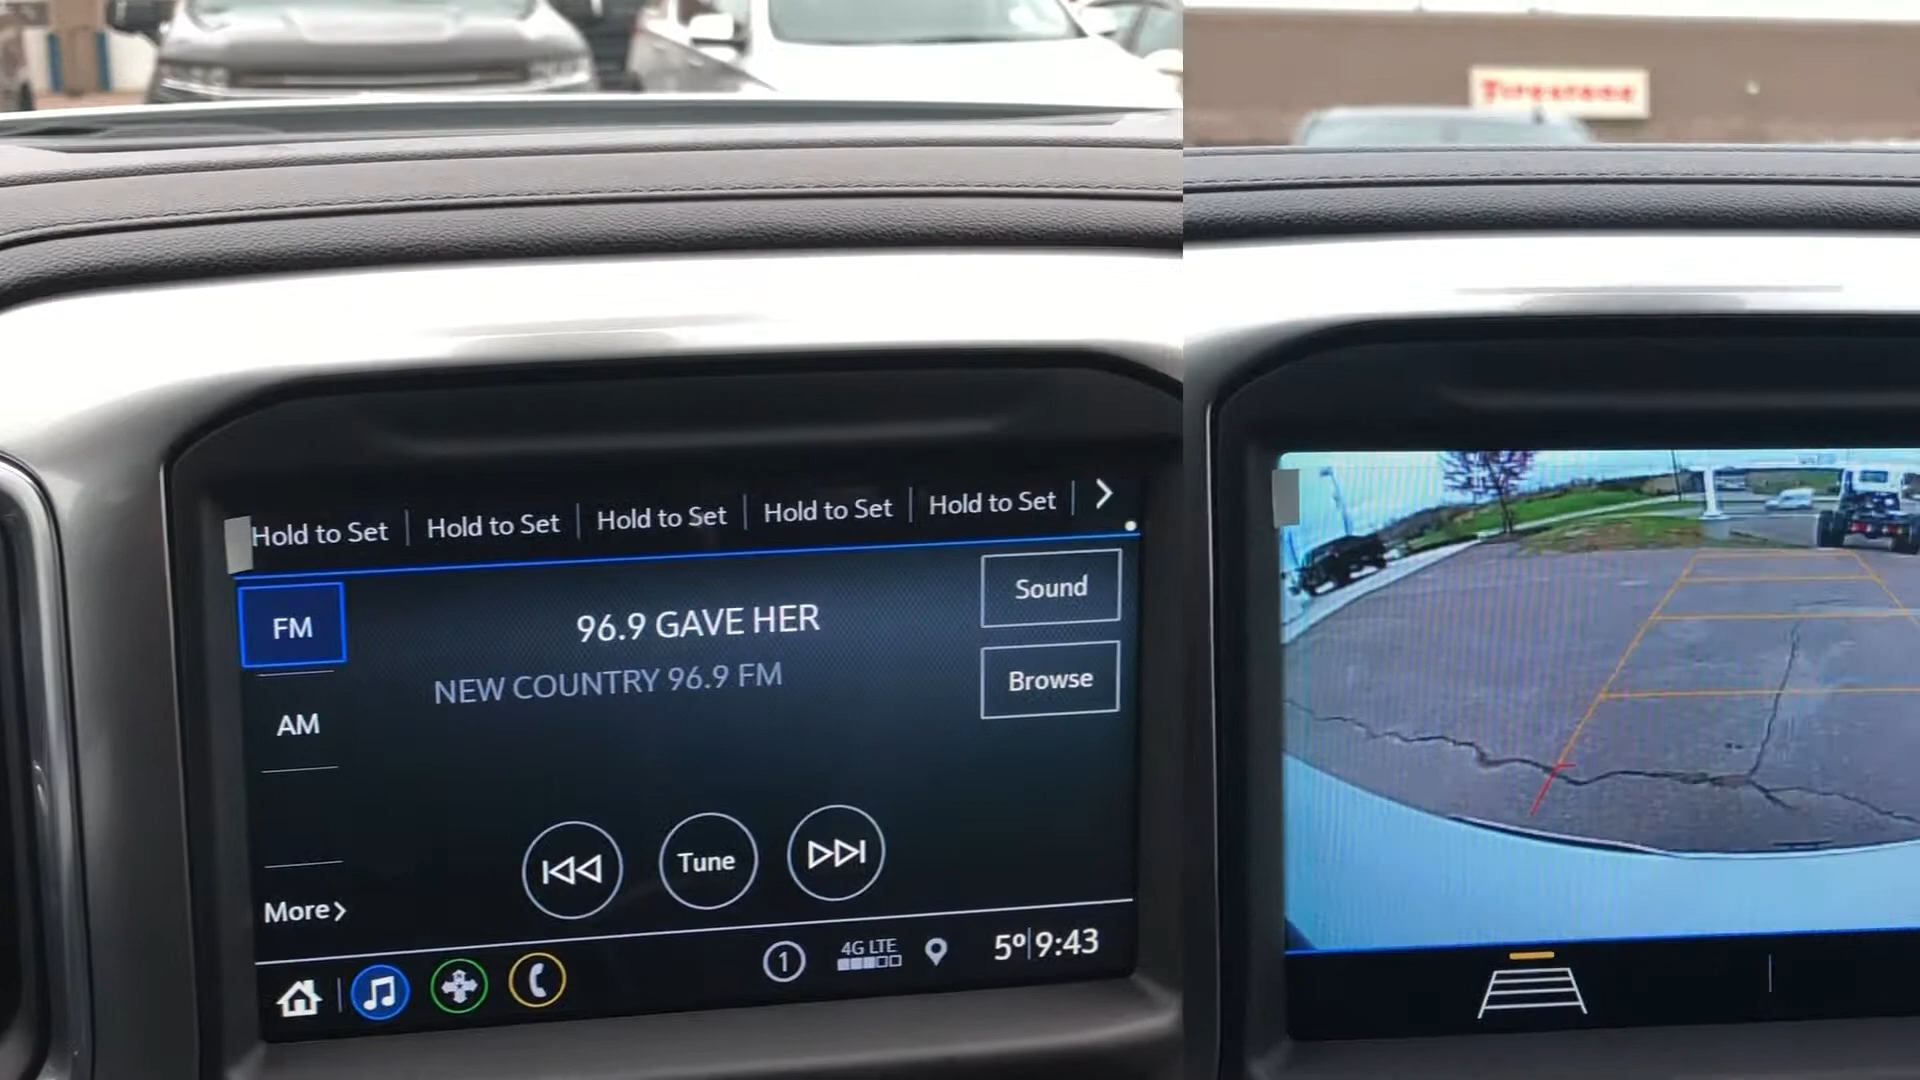 Firestone
Hold to Set
Hold to Set
Hold to Set
Hold to Set
Hold to Set
FM
96.9 GAVE HER
Sound
NEW COUNTRY 96.9 FM
Browse
AM
Tune
More
1
4G LTE
5° 9:43